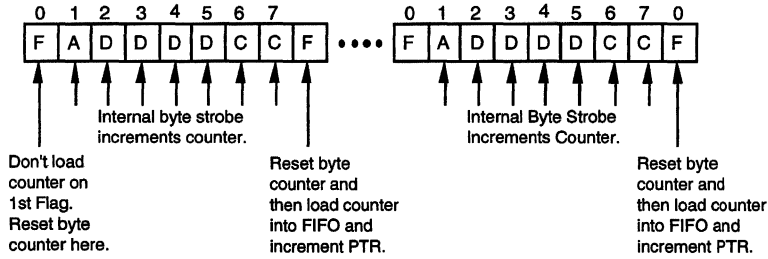 0 1 2 3 4 5 6 7 0 1 2 3 4 5 6 7 0
F A D D D D C C F •••• F A D D D D C C F
Internal byte strobe
increments counter.
Internal Byte Strobe
Increments Counter.
Don't load
counter on
1st Flag.
Reset byte
counter here.
Reset byte
counter and
then load counter
into FIFO and
increment PTR.
Reset byte
counter and
then load counter
into FIFO and
increment PTR.